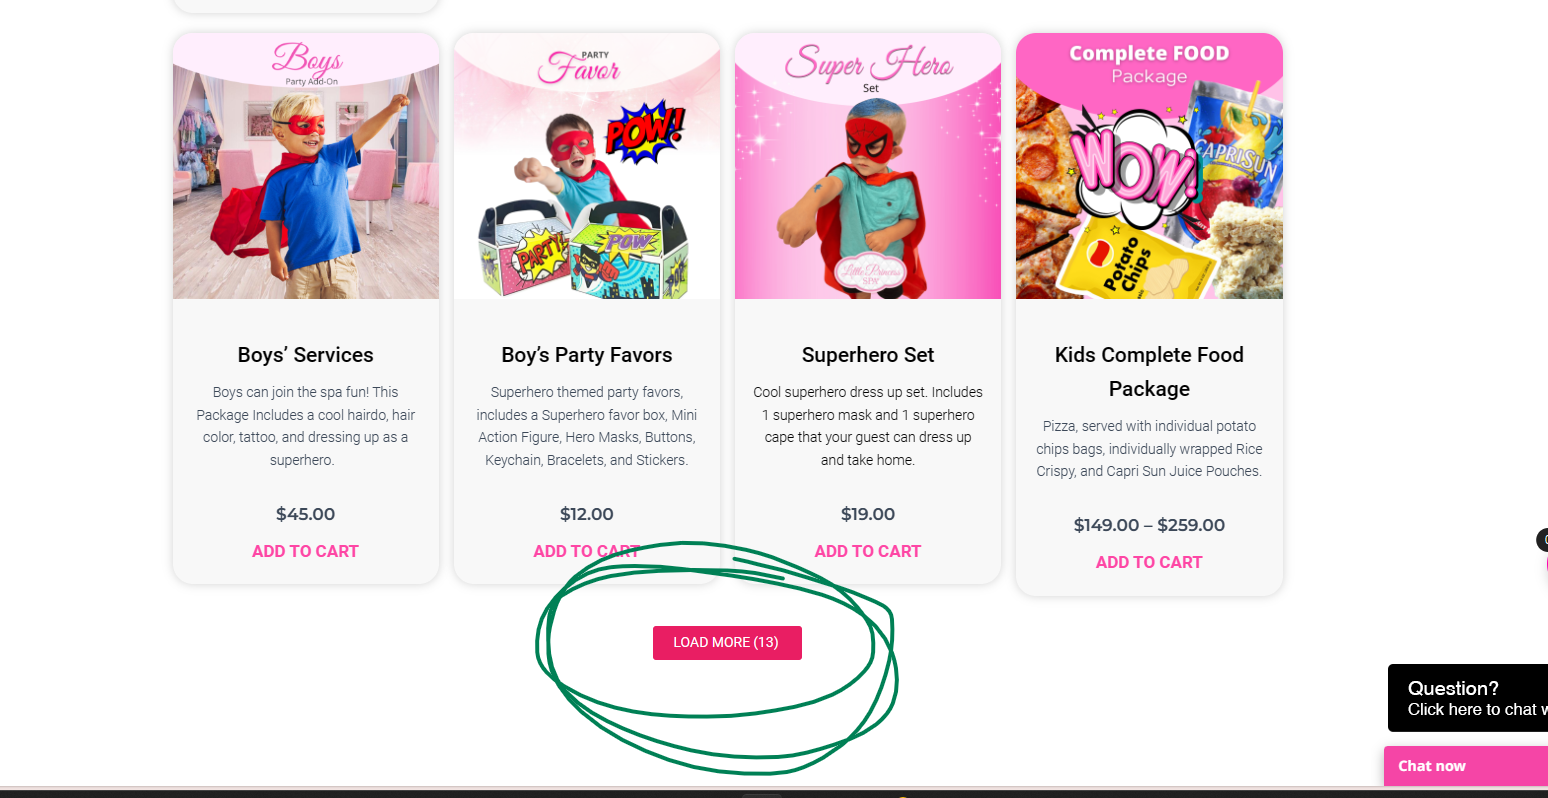 Boys
Party Add-On
PARTY
Favor
POW!
PARTY!
POW
Super Hero
Set
Little Princess
SPA
Complete FOOD
Package
WOW!
CAPRISUN
Potato
Chips
Boys’ Services
Boys can join the spa fun! This
Package Includes a cool hairdo, hair
color, tattoo, and dressing up as a
superhero.
$45.00
ADD TO CART
Boy’s Party Favors
Superhero themed party favors,
includes a Superhero favor box, Mini
Action Figure, Hero Masks, Buttons,
Keychain, Bracelets, and Stickers.
$12.00
ADD TO CART
Superhero Set
Cool superhero dress up set. Includes
1 superhero mask and 1 superhero
cape that your guest can dress up
and take home.
$19.00
ADD TO CART
Kids Complete Food
Package
Pizza, served with individual potato
chips bags, individually wrapped Rice
Crispy, and Capri Sun Juice Pouches.
$149.00 – $259.00
ADD TO CART
LOAD MORE (13)
Question?
Click here to chat w
Chat now